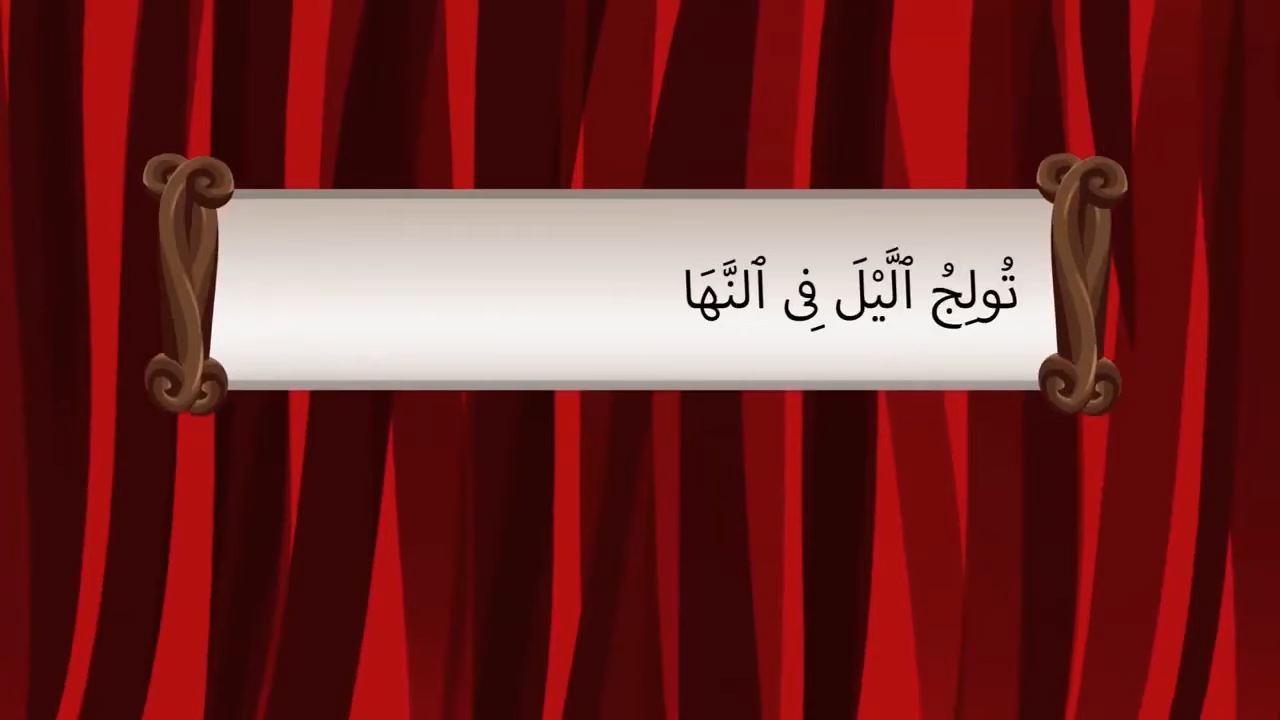 تُولِجُ ٱلَّيْلَ فِى ٱلنَّهَا